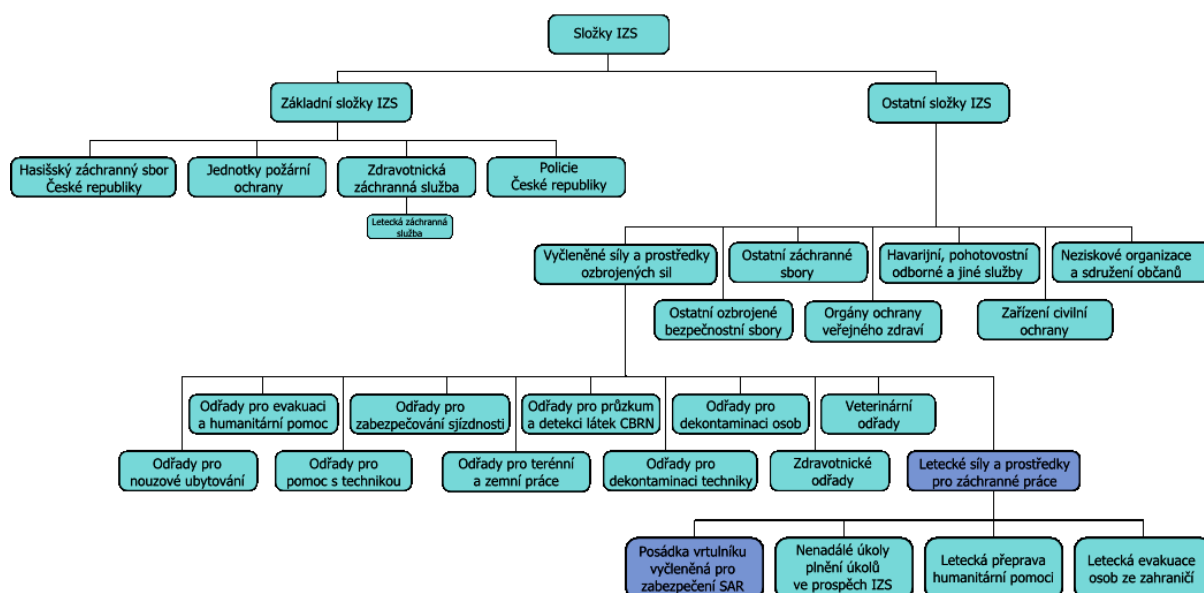 Složky IZS
Základní složky IZS
Ostatní složky IZS
Hasišský záchranný sbor
České republiky
Jednotky požární
ochrany
Zdravotnická
záchranná služba
Policie
České republiky
Letecká záchranná
služba
Vyčleněné síly a prostředky
ozbrojených sil
Ostatní záchranné
sbory
Havarijní, pohotovostní
odborné a jiné služby
Neziskové organizace
a sdružení občanů
Ostatní ozbrojené
bezpečnostní sbory
Orgány ochrany
veřejného zdraví
Zařízení civilní
ochrany
Odřady pro evakuaci
a humanitární pomoc
Odřady pro
zabezpečování sjízdnosti
Odřady pro průzkum
a detekci látek CBRN
Odřady pro
dekontaminaci osob
Veterinární
odřady
Odřady pro
nouzové ubytování
Odřady pro
pomoc s technikou
Odřady pro terénní
a zemní práce
Odřady pro
dekontaminaci techniky
Zdravotnické
odřady
Letecké síly a prostředky
pro záchranné práce
Posádka vrtulníku
vyčleněná pro
zabezpečení SAR
Nenadálé úkoly
plnění úkolů
ve prospěch IZS
Letecká přeprava
humanitární pomoci
Letecká evakuace
osob ze zahraničí